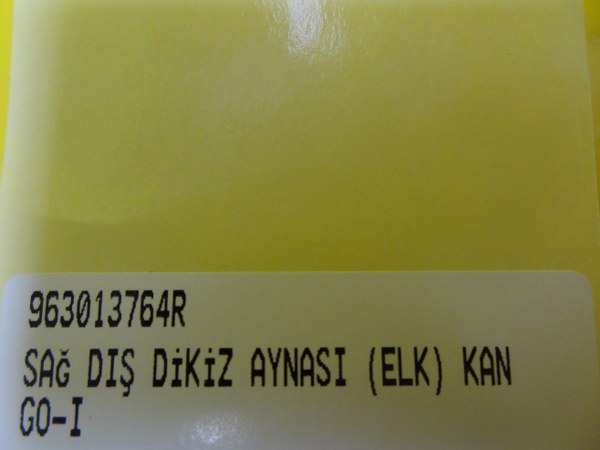 963013764R
SAğ DIŞ DİKİZ AYNASI (ELK) KAN
GO-I